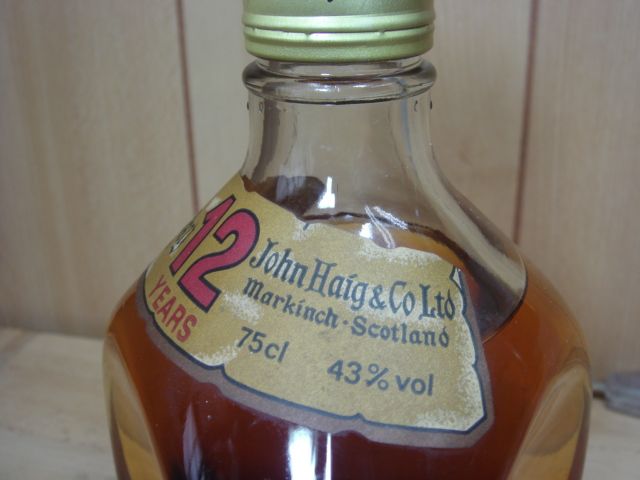 12
YEARS
John Haig & Co Ltd
Markinch · Scotland
75cl 43% vol